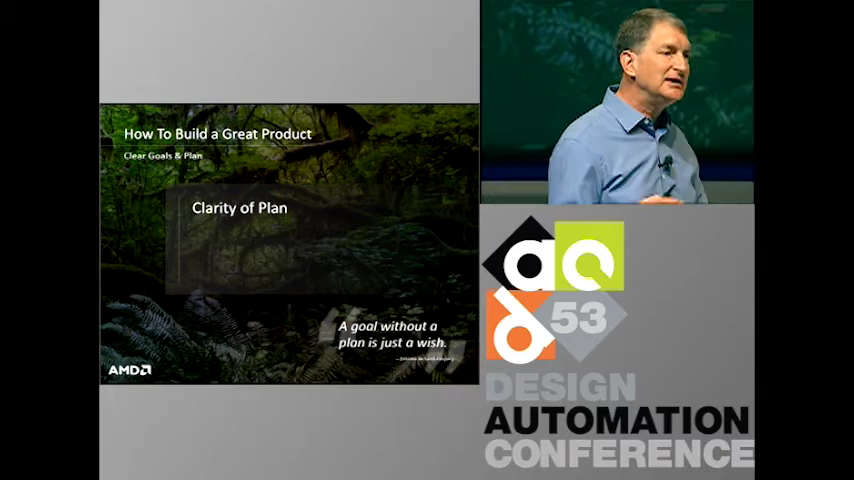 How To Build a Great Product
Clear Goals & Plan
Clarity of Plan
A goal without a
plan is just a wish.
AMD
53
DESIGN
AUTOMATION
CONFERENCE